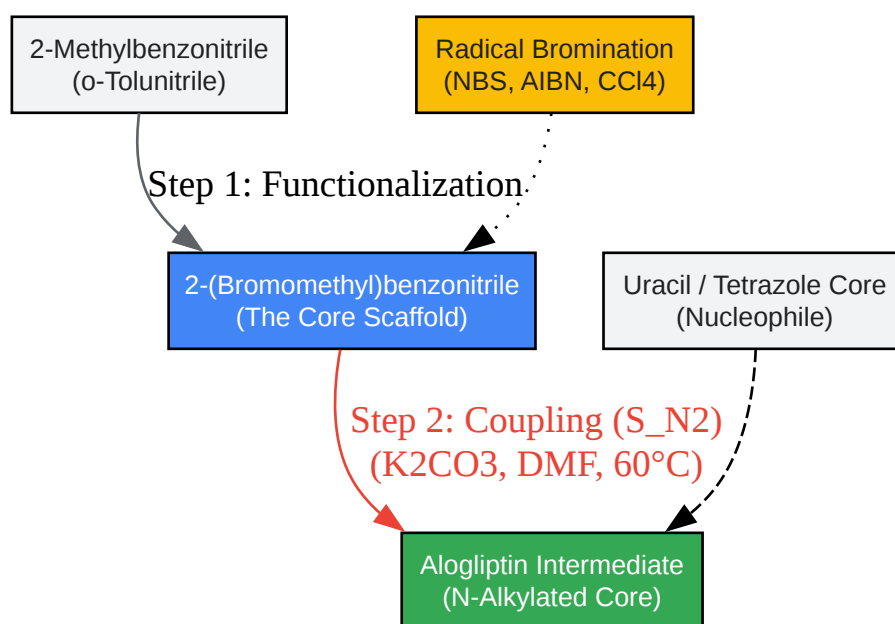 2-Methylbenzonitrile
(o-Tolunitrile)
Radical Bromination
(NBS, AIBN, CCl4)
Step 1: Functionalization
2-(Bromomethyl)benzonitrile
(The Core Scaffold)
Uracil / Tetrazole Core
(Nucleophile)
Step 2: Coupling (S_N2)
(K2CO3, DMF, 60°C)
Alogliptin Intermediate
(N-Alkylated Core)